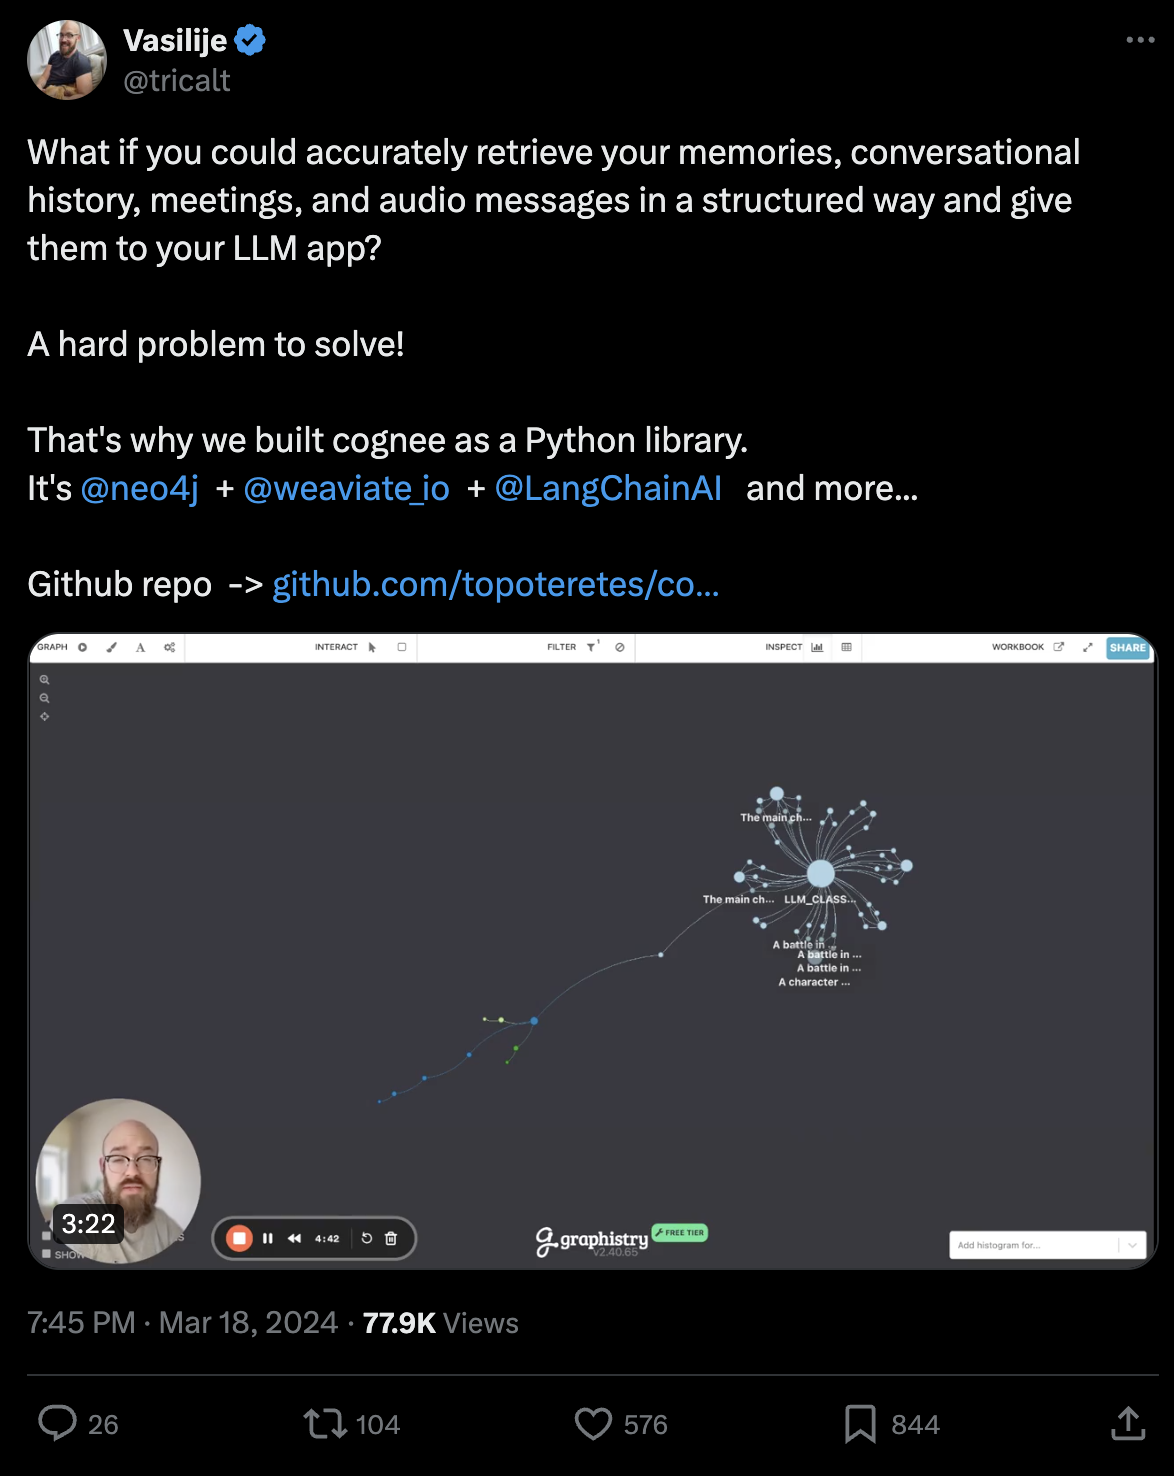 Vasilije
@tricalt
What if you could accurately retrieve your memories, conversational
history, meetings, and audio messages in a structured way and give
them to your LLM app?
A hard problem to solve!
That's why we built cognee as a Python library.
It's @neo4j + @weaviate_io + @LangChainAI and more...
Github repo -> github.com/topoteretes/co...
GRAPH A INTERACT FILTER 1 INSPECT WORKBOOK SHARE
The main ch...
The main ch... LLM_CLASS...
A battle in ...
A battle in ...
A battle in ...
A character ...
3:22
SHOW
4:42
graphistry FREE TIER
v2.40.65
Add histogram for...
7:45 PM · Mar 18, 2024 · 77.9K Views
26 104 576 844